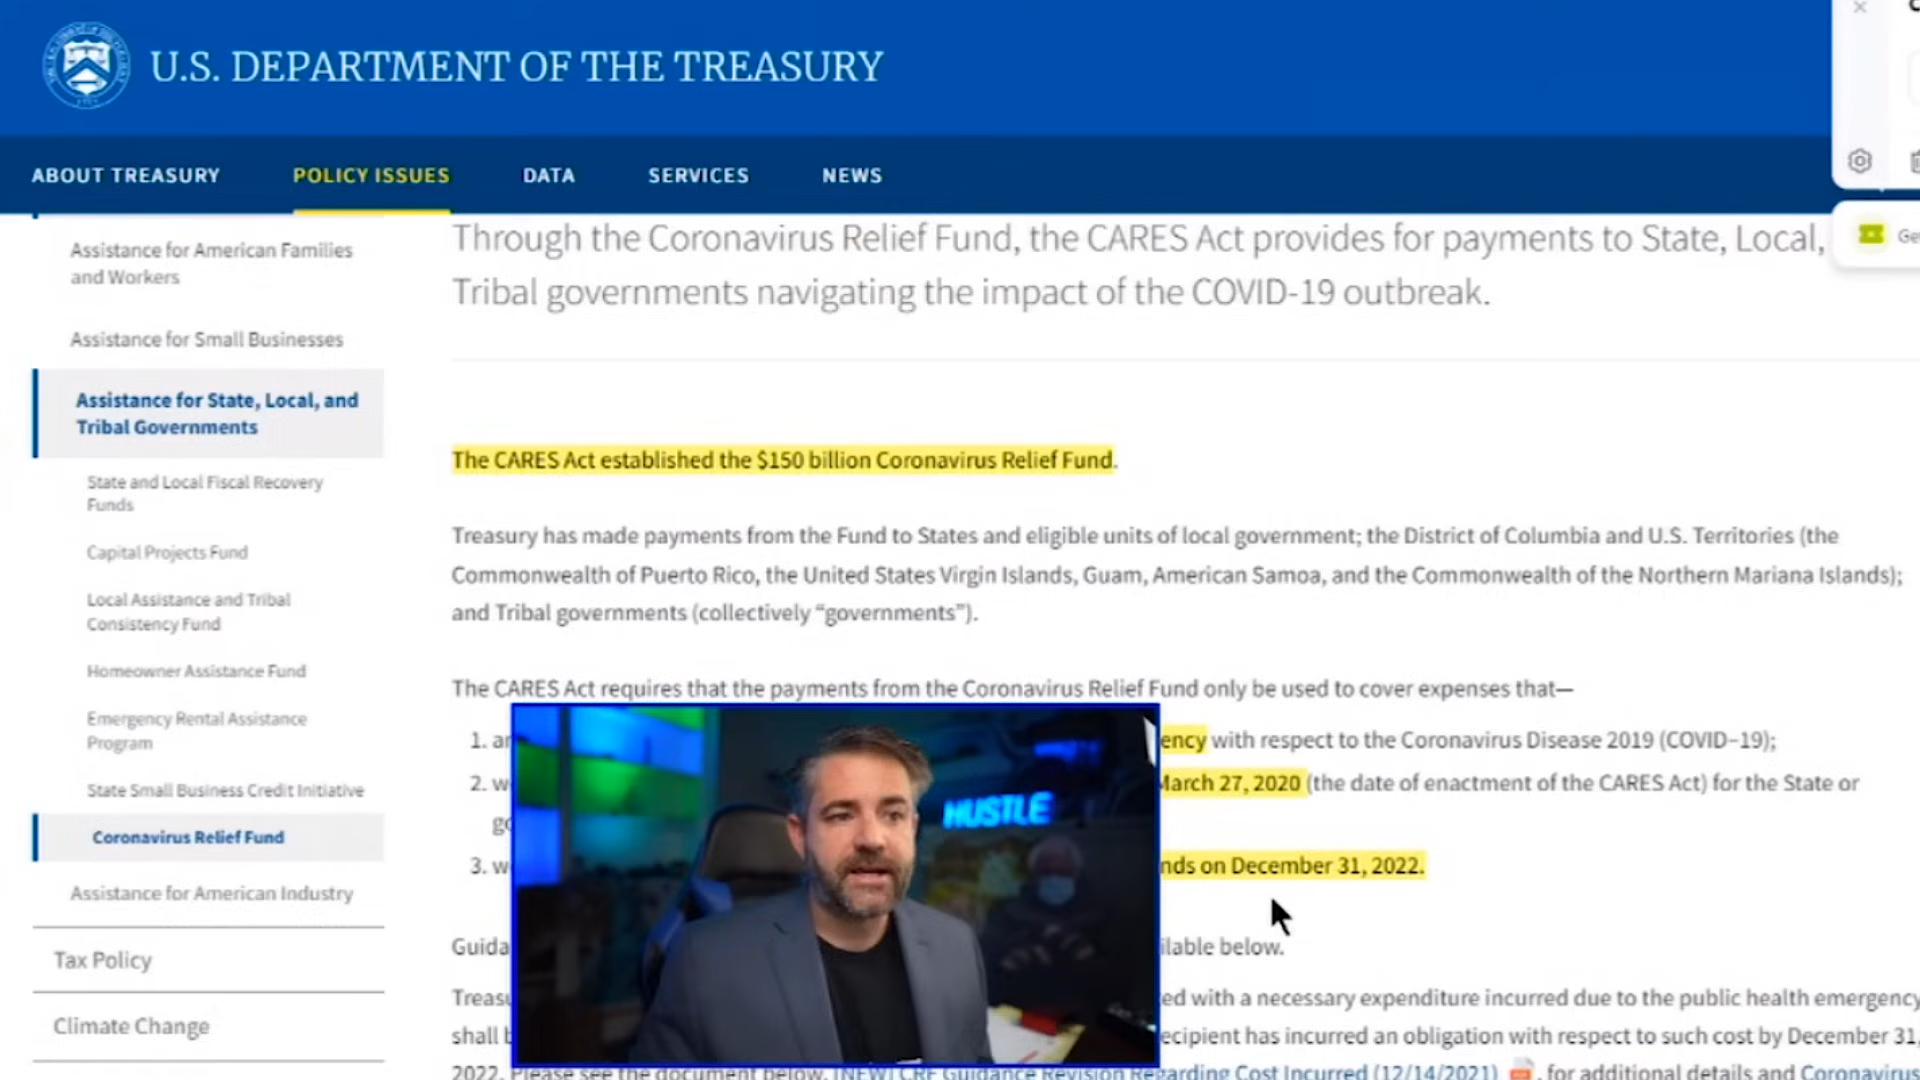 U.S. DEPARTMENT OF THE TREASURY
ABOUT TREASURY
POLICY ISSUES
DATA
SERVICES
NEWS
Assistance for American Families
and Workers
Assistance for Small Businesses
Assistance for State, Local, and
Tribal Governments
State and Local Fiscal Recovery
Funds
Capital Projects Fund
Local Assistance and Tribal
Consistency Fund
Homeowner Assistance Fund
Emergency Rental Assistance
Program
State Small Business Credit Initiative
Coronavirus Relief Fund
Assistance for American Industry
Tax Policy
Climate Change
Through the Coronavirus Relief Fund, the CARES Act provides for payments to State, Local,
Tribal governments navigating the impact of the COVID-19 outbreak.
The CARES Act established the $150 billion Coronavirus Relief Fund.
Treasury has made payments from the Fund to States and eligible units of local government; the District of Columbia and U.S. Territories (the
Commonwealth of Puerto Rico, the United States Virgin Islands, Guam, American Samoa, and the Commonwealth of the Northern Mariana Islands);
and Tribal governments (collectively “governments”).
The CARES Act requires that the payments from the Coronavirus Relief Fund only be used to cover expenses that—
1. ency with respect to the Coronavirus Disease 2019 (COVID–19);
2. March 27, 2020 (the date of enactment of the CARES Act) for the State or
3. nds on December 31, 2022.
ilable below.
ed with a necessary expenditure incurred due to the public health emergency
shall ecipient has incurred an obligation with respect to such cost by December 31,
2022. Please see the document below, [NEW] CRF Guidance Revision Regarding Cost Incurred (12/14/2021) , for additional details and Coronavirus
HUSTLE